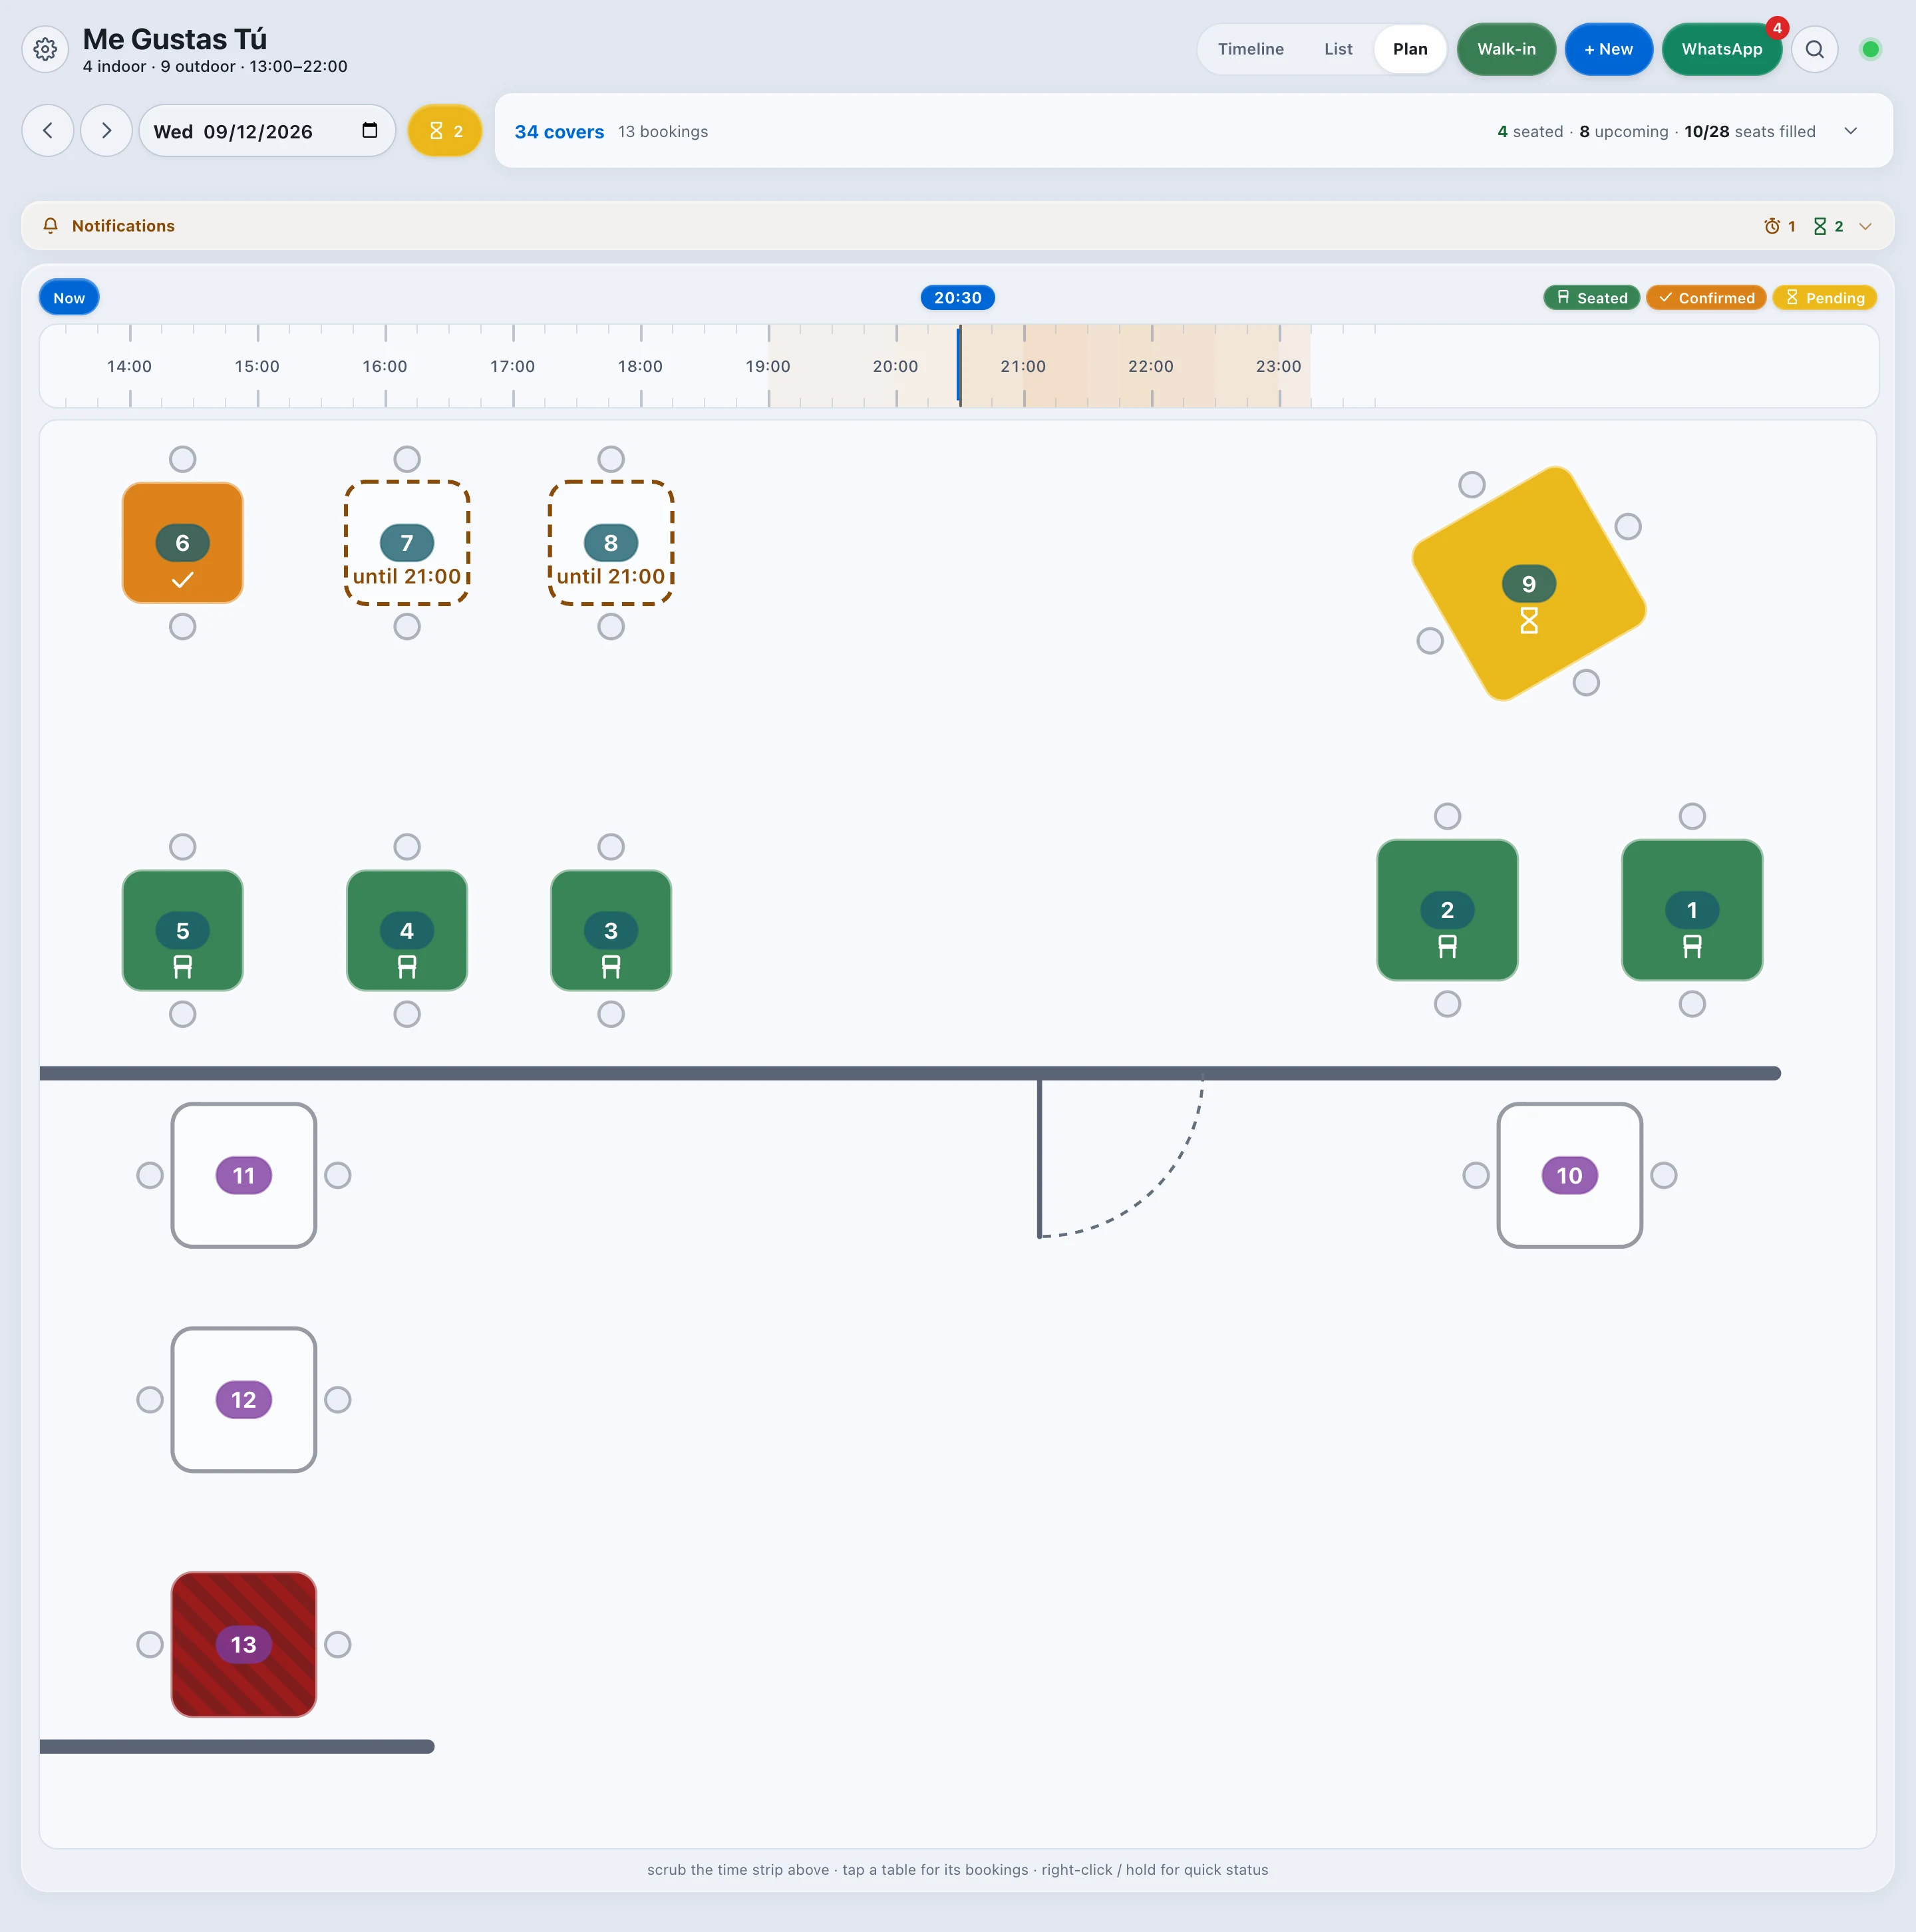 Me Gustas Tú
4 indoor · 9 outdoor · 13:00–22:00
Timeline List Plan Walk-in + New WhatsApp 4
Wed 09/12/2026 2 34 covers 13 bookings 4 seated · 8 upcoming · 10/28 seats filled
Notifications 1 2
Now 20:30 Seated Confirmed Pending
14:00 15:00 16:00 17:00 18:00 19:00 20:00 21:00 22:00 23:00
6 7 8 9
until 21:00 until 21:00
5 4 3 2 1
11 10
12
13
scrub the time strip above · tap a table for its bookings · right-click / hold for quick status